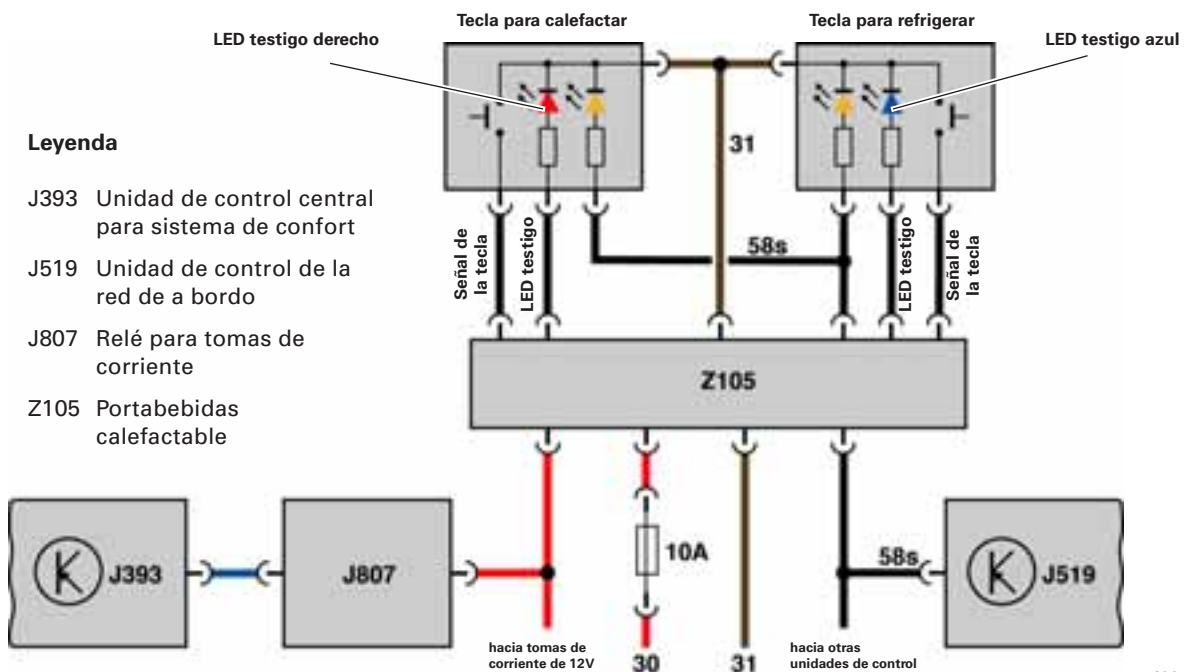 Tecla para calefactar
Tecla para refrigerar
LED testigo derecho
LED testigo azul
Leyenda
J393 Unidad de control central
para sistema de confort
J519 Unidad de control de la
red de a bordo
J807 Relé para tomas de
corriente
Z105 Portabebidas
calefactable
31
58s
Señal de
la tecla
LED testigo
LED testigo
Señal de
la tecla
Z105
J393
J807
10A
58s
J519
hacia tomas de
corriente de 12V
30
31
hacia otras
unidades de control